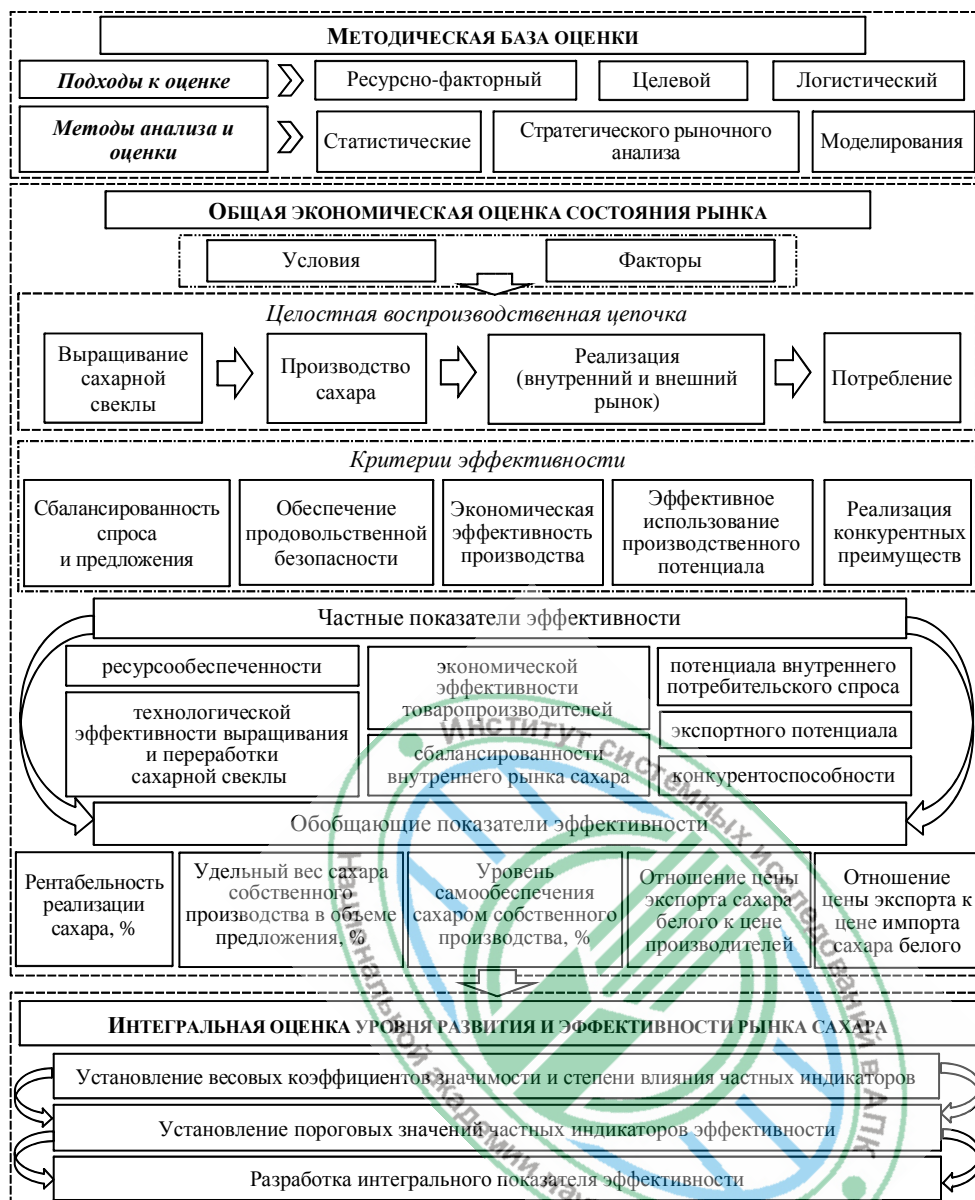 МЕТОДИЧЕСКАЯ БАЗА ОЦЕНКИ
Подходы к оценке
Ресурсно-факторный
Целевой
Логистический
Методы анализа и
оценки
Статистические
Стратегического рыночного
анализа
Моделирования
ОБЩАЯ ЭКОНОМИЧЕСКАЯ ОЦЕНКА СОСТОЯНИЯ РЫНКА
Условия
Факторы
Целостная воспроизводственная цепочка
Выращивание
сахарной
свеклы
Производство
сахара
Реализация
(внутренний и внешний
рынок)
Потребление
Критерии эффективности
Сбалансированность
спроса
и предложения
Обеспечение
продовольственной
безопасности
Экономическая
эффективность
производства
Эффективное
использование
производственного
потенциала
Реализация
конкурентных
преимуществ
Частные показатели эффективности
ресурсообеспеченности
технологической
эффективности выращивания
и переработки
сахарной свеклы
экономической
эффективности
товаропроизводителей
сбалансированности
внутреннего рынка сахара
потенциала внутреннего
потребительского спроса
экспортного потенциала
конкурентоспособности
Обобщающие показатели эффективности
Рентабельность
реализации
сахара, %
Удельный вес сахара
собственного
производства в объеме
предложения, %
Уровень
самообеспечения
сахаром собственного
производства, %
Отношение цены
экспорта сахара
белого к цене
производителей
Отношение
цены экспорта к
цене импорта
сахара белого
ИНТЕГРАЛЬНАЯ ОЦЕНКА УРОВНЯ РАЗВИТИЯ И ЭФФЕКТИВНОСТИ РЫНКА САХАРА
Установление весовых коэффициентов значимости и степени влияния частных индикаторов
Установление пороговых значений частных индикаторов эффективности
Разработка интегрального показателя эффективности
Институт системных исследований в АПК
Национальной академии